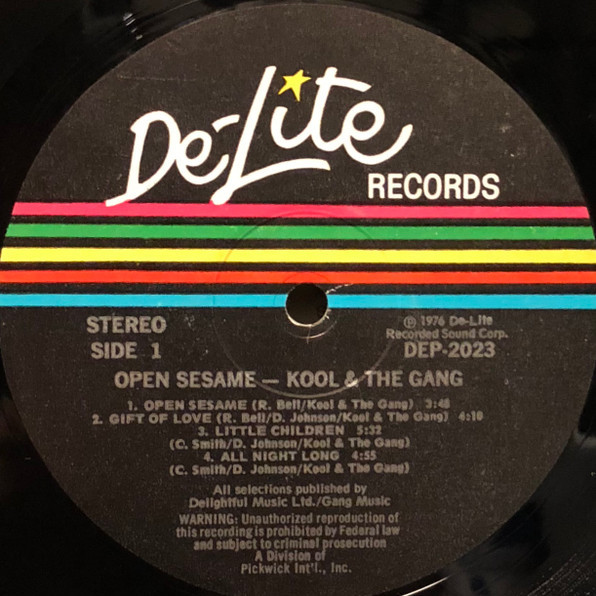 De-Lite
RECORDS
STEREO
SIDE 1
℗ 1976 De-Lite
Recorded Sound Corp.
DEP-2023
OPEN SESAME — KOOL & THE GANG
1. OPEN SESAME (R. Bell/Kool & The Gang) 3:48
2. GIFT OF LOVE (R. Bell/D. Johnson/Kool & The Gang) 4:10
3. LITTLE CHILDREN 5:32
(C. Smith/D. Johnson/Kool & The Gang)
4. ALL NIGHT LONG 4:55
(C. Smith/D. Johnson/Kool & The Gang)
All selections published by
Delightful Music Ltd./Gang Music
WARNING: Unauthorized reproduction of
this recording is prohibited by Federal law
and subject to criminal prosecution
A Division of
Pickwick Int'l., Inc.